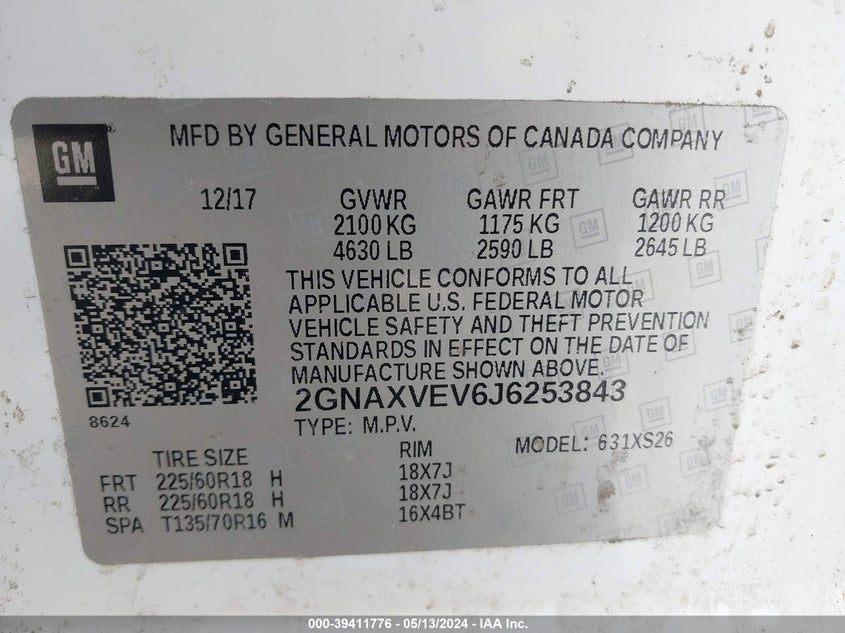 GM
MFD BY GENERAL MOTORS OF CANADA COMPANY
12/17 GVWR GAWR FRT GAWR RR
2100 KG 1175 KG 1200 KG
4630 LB 2590 LB 2645 LB
THIS VEHICLE CONFORMS TO ALL
APPLICABLE U.S. FEDERAL MOTOR
VEHICLE SAFETY AND THEFT PREVENTION
STANDARDS IN EFFECT ON THE DATE OF
MANUFACTURE SHOWN ABOVE.
2GNAXVEV6J6253843
8624
TYPE: M.P.V. MODEL: 631XS26
TIRE SIZE RIM
FRT 225/60R18 H 18X7J
RR 225/60R18 H 18X7J
SPA T135/70R16 M 16X4BT
000-39411776 - 05/13/2024 - IAA Inc.